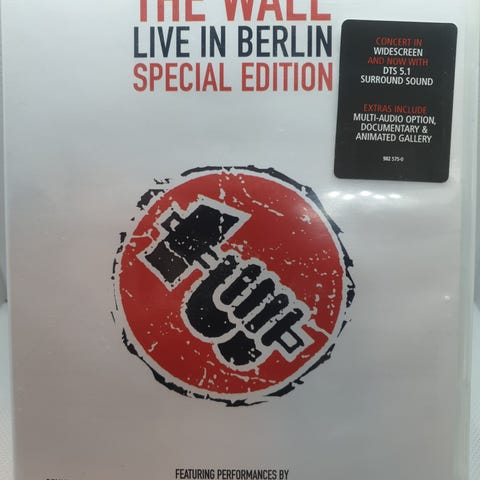 THE WALL
LIVE IN BERLIN
SPECIAL EDITION
CONCERT IN
WIDESCREEN
AND NOW WITH
DTS 5.1
SURROUND SOUND
EXTRAS INCLUDE
MULTI-AUDIO OPTION,
DOCUMENTARY &
ANIMATED GALLERY
982 575-0
FEATURING PERFORMANCES BY